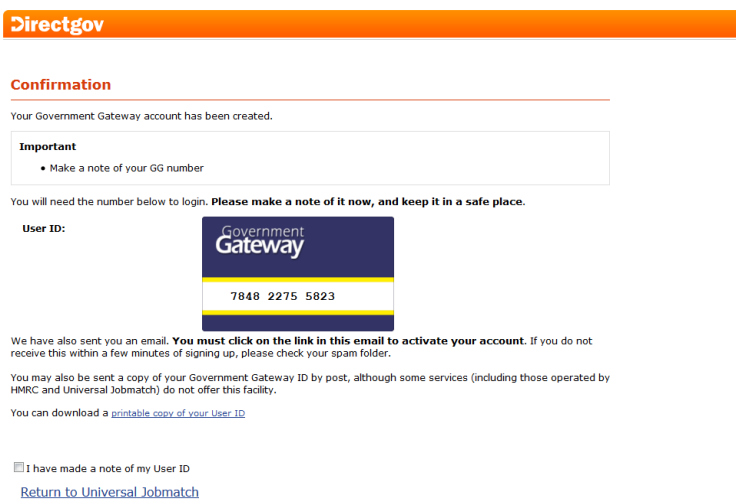 Directgov
Confirmation
Your Government Gateway account has been created.
Important
• Make a note of your GG number
You will need the number below to login. Please make a note of it now, and keep it in a safe place.
User ID:
Government
Gateway
7848 2275 5823
We have also sent you an email. You must click on the link in this email to activate your account. If you do not
receive this within a few minutes of signing up, please check your spam folder.
You may also be sent a copy of your Government Gateway ID by post, although some services (including those operated by
HMRC and Universal Jobmatch) do not offer this facility.
You can download a printable copy of your User ID
I have made a note of my User ID
Return to Universal Jobmatch